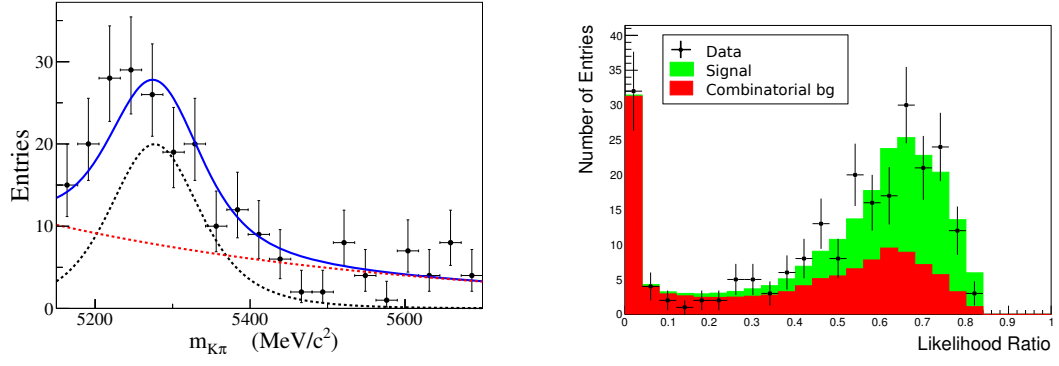 Entries
30
20
10
0
5200
5400
5600
m_{Kπ} (MeV/c²)
Number of Entries
40
35
30
25
20
15
10
5
0
Data
Signal
Combinatorial bg
0 0.1 0.2 0.3 0.4 0.5 0.6 0.7 0.8 0.9 1
Likelihood Ratio